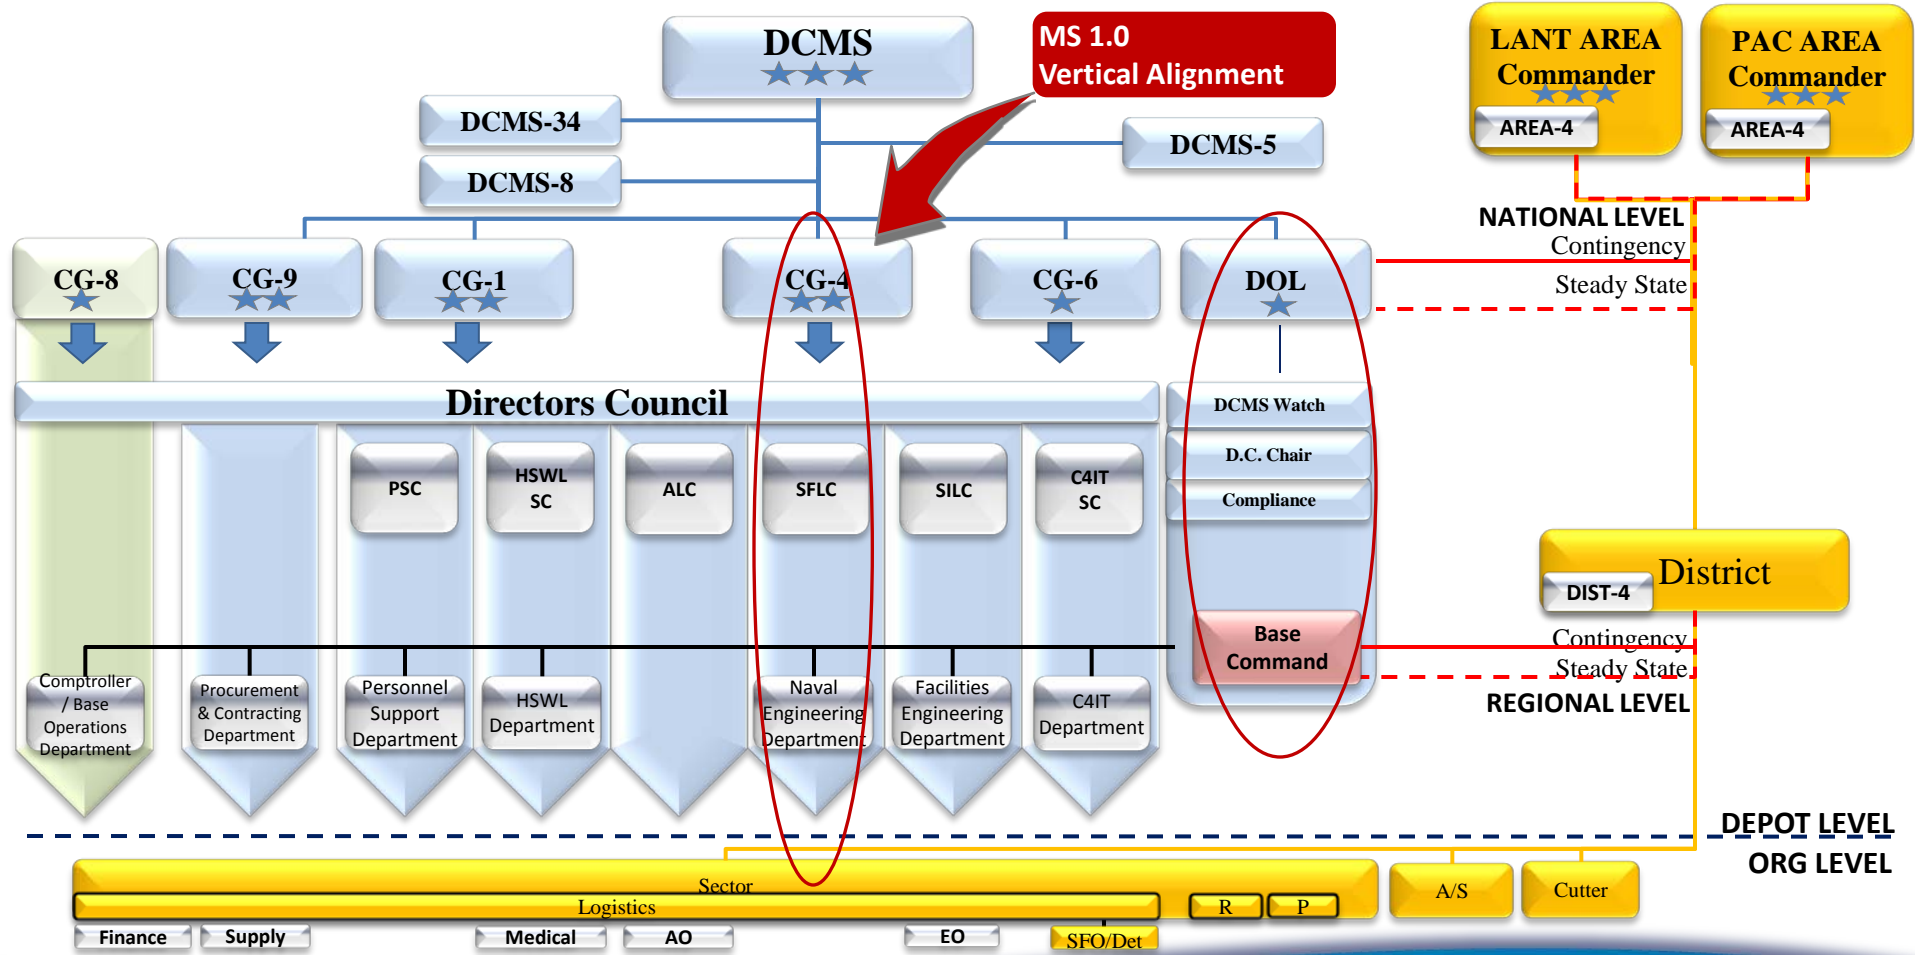 DCMS
MS 1.0
Vertical Alignment
LANT AREA
Commander
AREA-4
PAC AREA
Commander
AREA-4
DCMS-34
DCMS-5
DCMS-8
NATIONAL LEVEL
Contingency
Steady State
CG-8
CG-9
CG-1
CG-4
CG-6
DOL
Directors Council
DCMS Watch
D.C. Chair
Compliance
PSC
HSWL
SC
ALC
SFLC
SILC
C4IT
SC
District
DIST-4
Base
Command
Contingency
Steady State
REGIONAL LEVEL
Comptroller
/ Base
Operations
Department
Procurement
& Contracting
Department
Personnel
Support
Department
HSWL
Department
Naval
Engineering
Department
Facilities
Engineering
Department
C4IT
Department
DEPOT LEVEL
ORG LEVEL
Sector
Logistics
R
P
A/S
Cutter
Finance
Supply
Medical
AO
EO
SFO/Det